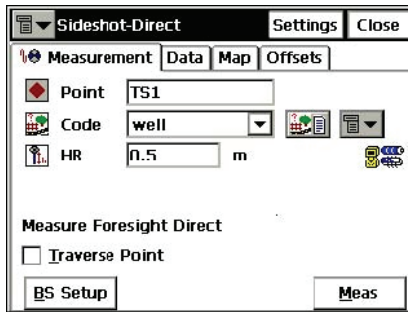 Sideshot-Direct Settings Close
Measurement Data Map Offsets
Point TS1
Code well
HR 0.5 m
Measure Foresight Direct
Traverse Point
BS Setup Meas